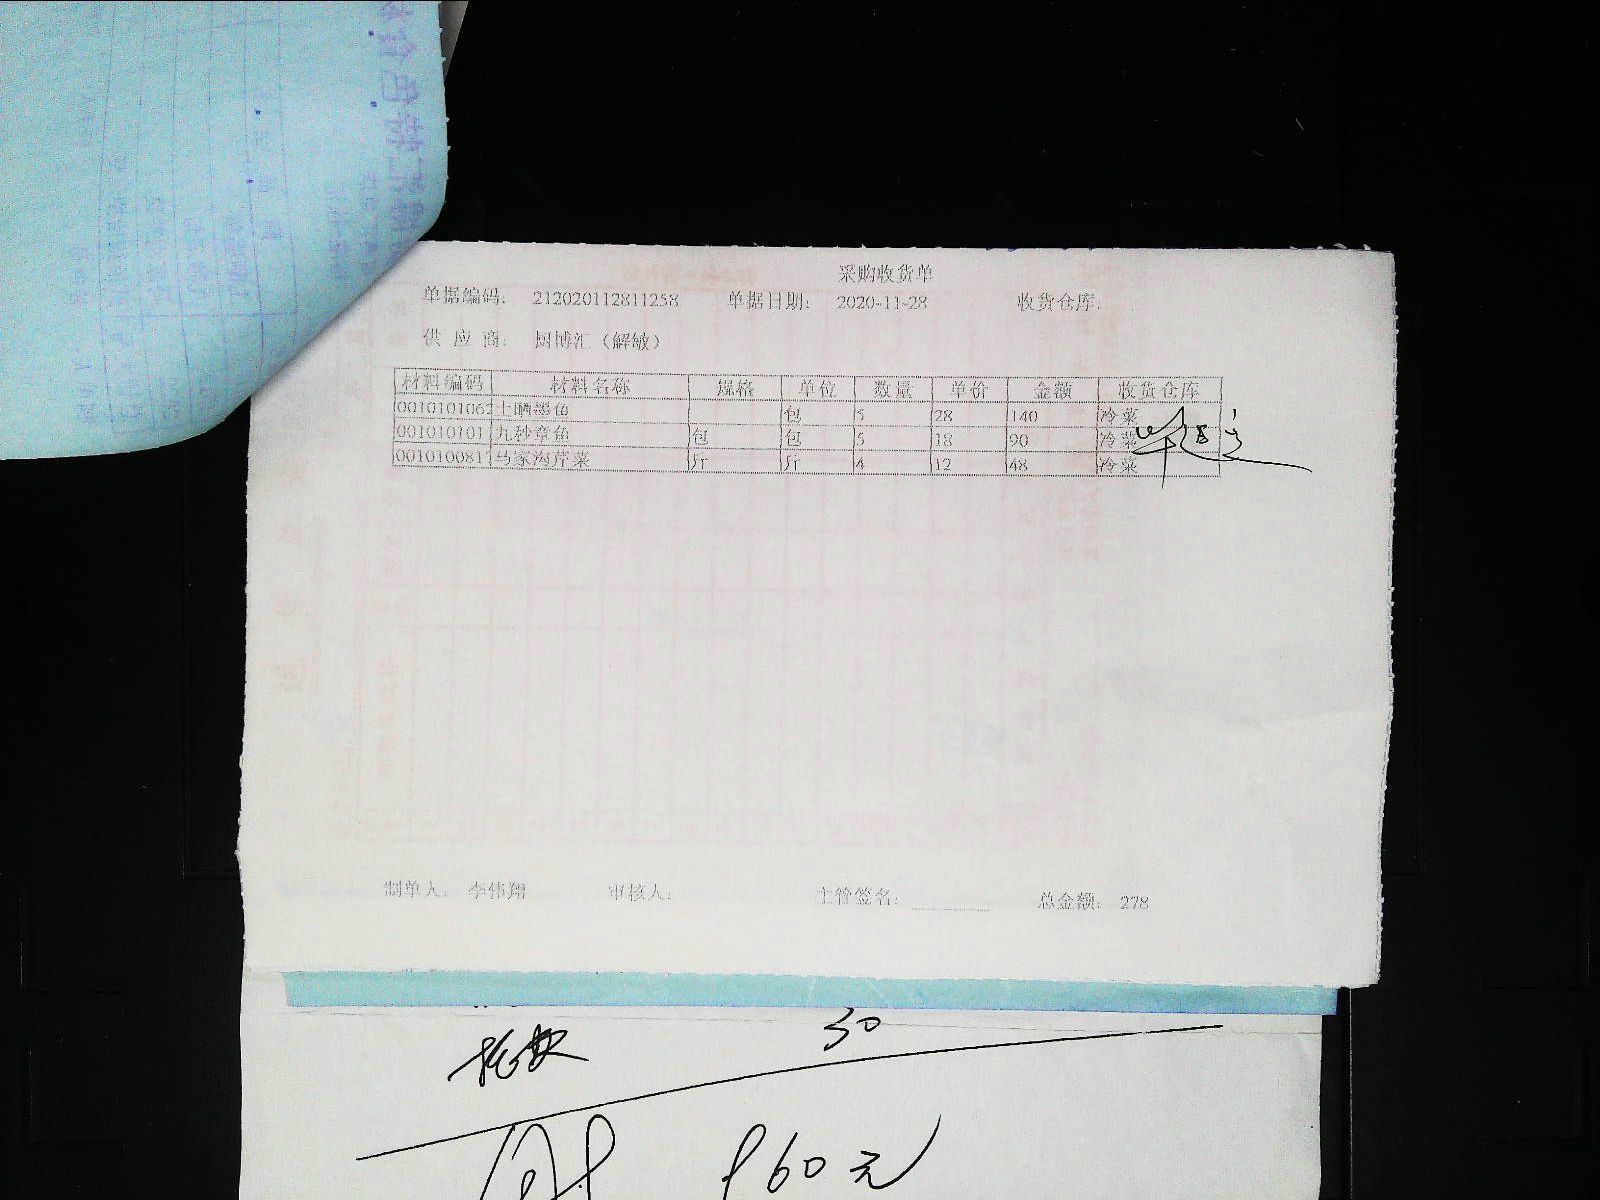 采购收货单
单据编码: 212020112811258 单据日期: 2020-11-28 收货仓库:
供应商: 厨博汇（解敏）
材料编码 材料名称 规格 单位 数量 单价 金额 收货仓库
0010101062 土晒墨鱼 包 5 28 140 冷菜
001010101 九秒章鱼 包 包 5 18 90 冷菜
001010081 马家沟芹菜 斤 斤 4 12 48 冷菜
制单人: 李伟翔 审核人: 主管签名: 总金额: 278
30
960元